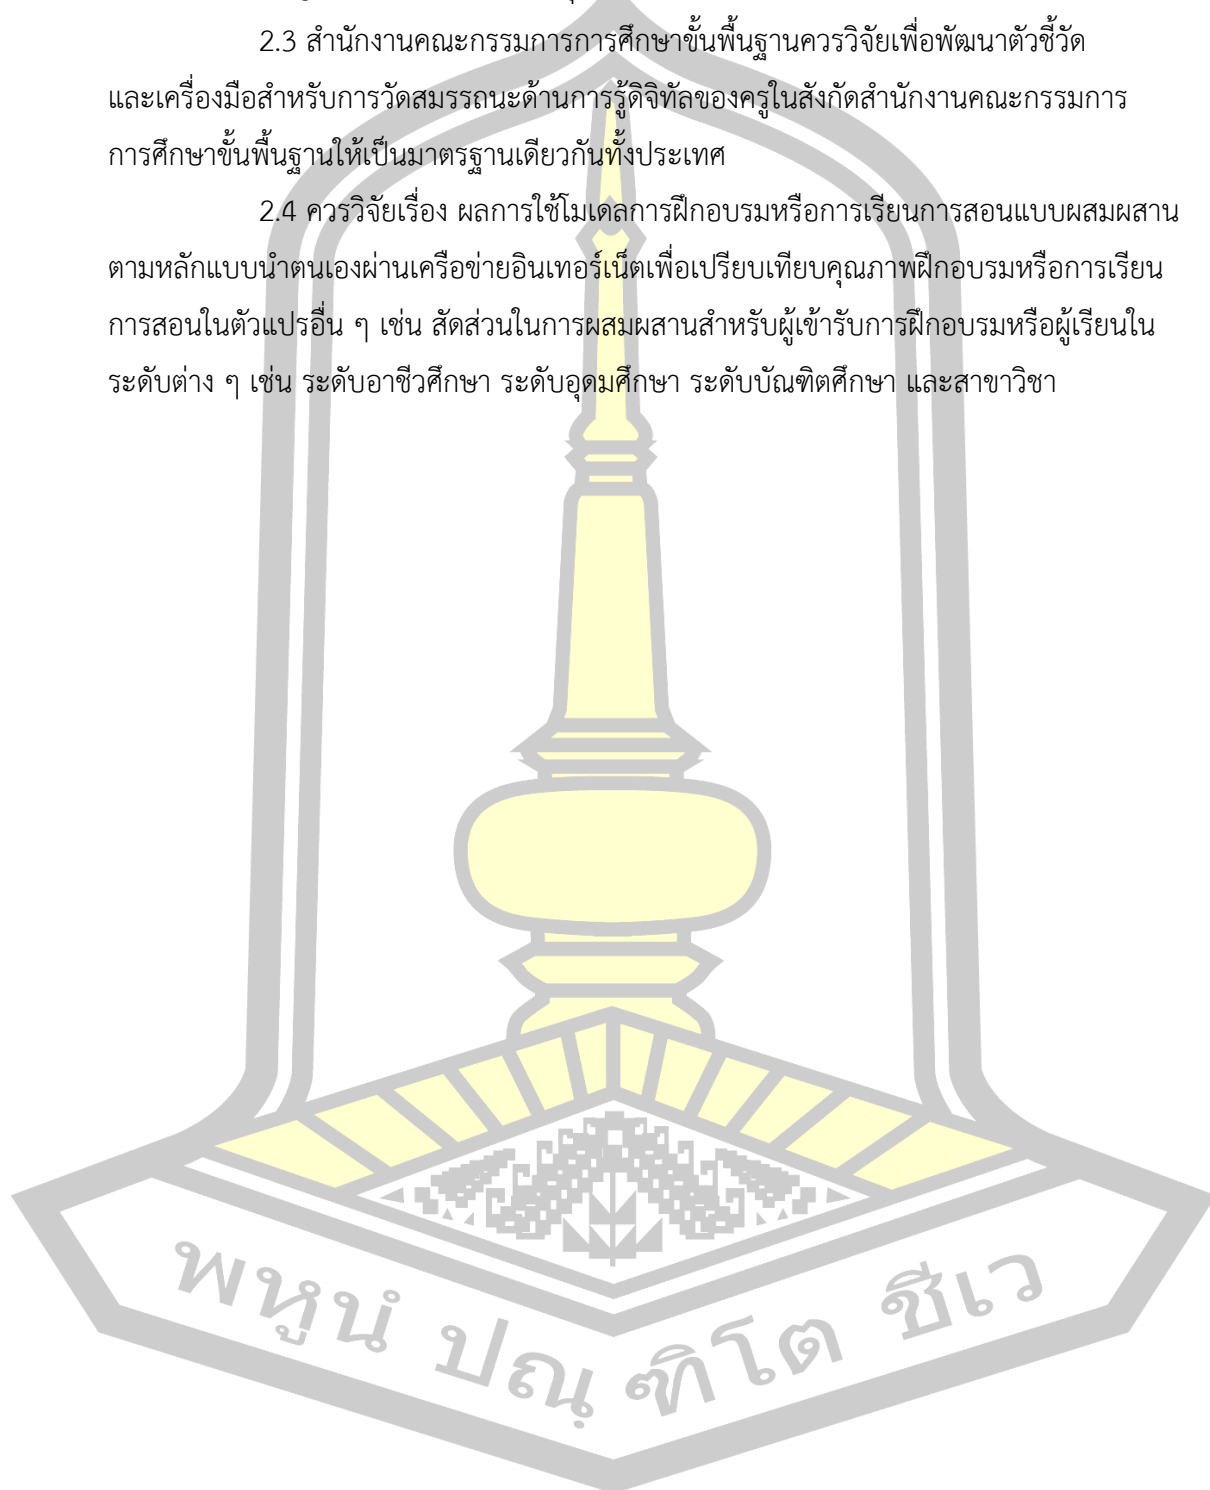 2.3 สำนักงานคณะกรรมการการศึกษาขั้นพื้นฐานควรวิจัยเพื่อพัฒนาตัวชี้วัด
และเครื่องมือสำหรับการวัดสมรรถนะด้านการรู้ดิจิทัลของครูในสังกัดสำนักงานคณะกรรมการ
การศึกษาขั้นพื้นฐานให้เป็นมาตรฐานเดียวกันทั้งประเทศ
2.4 ควรวิจัยเรื่อง ผลการใช้โมเดลการฝึกอบรมหรือการเรียนการสอนแบบผสมผสาน
ตามหลักแบบนำตนเองผ่านเครือข่ายอินเทอร์เน็ตเพื่อเปรียบเทียบคุณภาพฝึกอบรมหรือการเรียน
การสอนในตัวแปรอื่น ๆ เช่น สัดส่วนในการผสมผสานสำหรับผู้เข้ารับการฝึกอบรมหรือผู้เรียนใน
ระดับต่าง ๆ เช่น ระดับอาชีวศึกษา ระดับอุดมศึกษา ระดับบัณฑิตศึกษา และสาขาวิชา
พหูนํ ปณฺฑิโต ชีเว